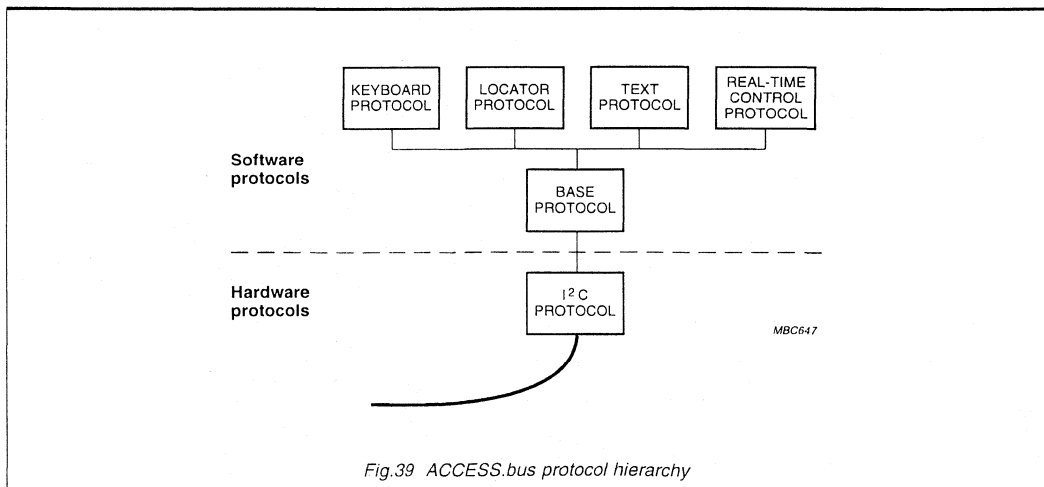 KEYBOARD
PROTOCOL
LOCATOR
PROTOCOL
TEXT
PROTOCOL
REAL-TIME
CONTROL
PROTOCOL
Software
protocols
BASE
PROTOCOL
Hardware
protocols
I²C
PROTOCOL
MBC647
Fig.39 ACCESS.bus protocol hierarchy